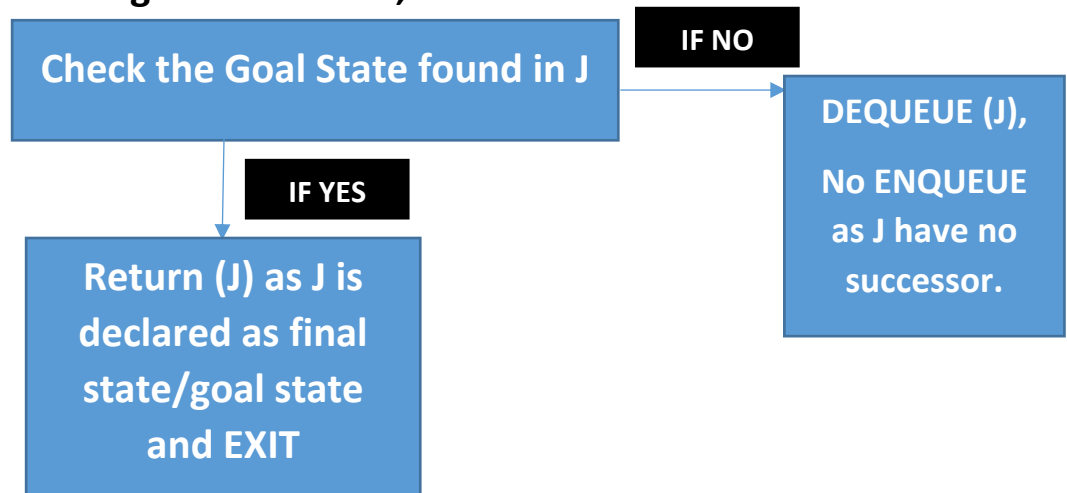 Check the Goal State found in J
IF NO
DEQUEUE (J),
No ENQUEUE
as J have no
successor.
IF YES
Return (J) as J is
declared as final
state/goal state
and EXIT